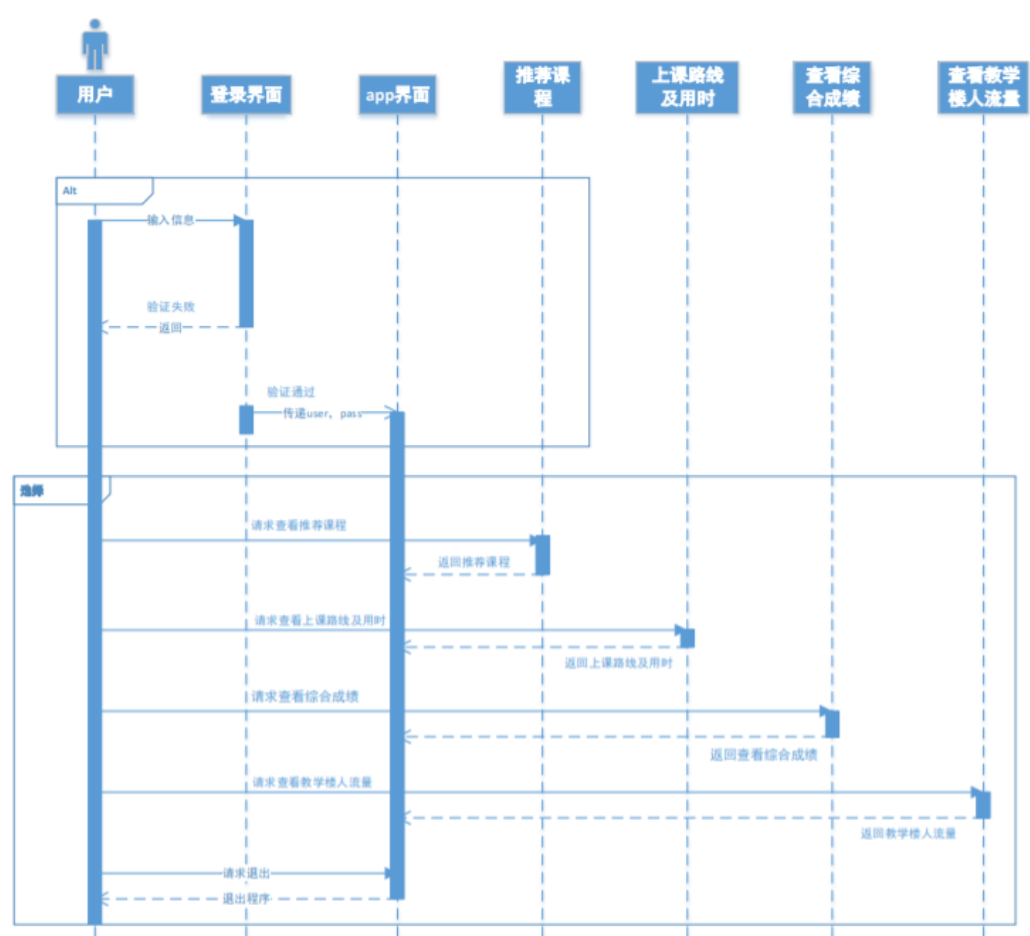 用户
登录界面
app界面
推荐课
程
上课路线
及用时
查看综
合成绩
查看教学
楼人流量
Alt
输入信息
验证失败
返回
验证通过
传递user，pass
请求查看推荐课程
返回推荐课程
请求查看上课路线及用时
返回上课路线及用时
请求查看综合成绩
返回查看综合成绩
请求查看教学楼人流量
返回教学楼人流量
请求退出
退出程序